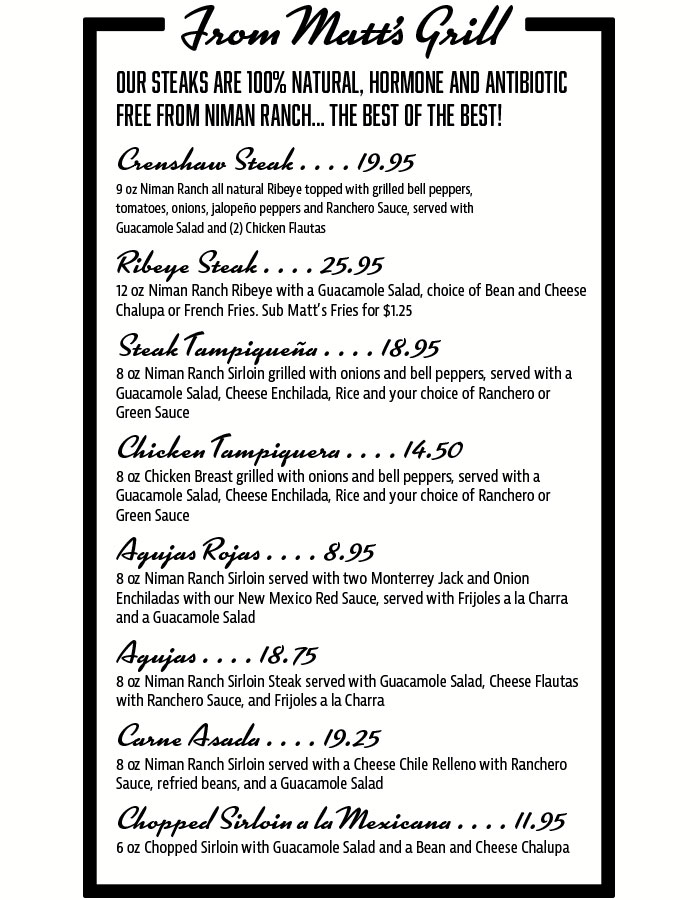 From Matt's Grill
OUR STEAKS ARE 100% NATURAL, HORMONE AND ANTIBIOTIC
FREE FROM NIMAN RANCH... THE BEST OF THE BEST!
Crenshaw Steak . . . . 19.95
9 oz Niman Ranch all natural Ribeye topped with grilled bell peppers,
tomatoes, onions, jalopeño peppers and Ranchero Sauce, served with
Guacamole Salad and (2) Chicken Flautas
Ribeye Steak . . . . 25.95
12 oz Niman Ranch Ribeye with a Guacamole Salad, choice of Bean and Cheese
Chalupa or French Fries. Sub Matt's Fries for $1.25
Steak Tampiqueña . . . . 18.95
8 oz Niman Ranch Sirloin grilled with onions and bell peppers, served with a
Guacamole Salad, Cheese Enchilada, Rice and your choice of Ranchero or
Green Sauce
Chicken Tampiquera . . . . 14.50
8 oz Chicken Breast grilled with onions and bell peppers, served with a
Guacamole Salad, Cheese Enchilada, Rice and your choice of Ranchero or
Green Sauce
Agujas Rojas . . . . 8.95
8 oz Niman Ranch Sirloin served with two Monterrey Jack and Onion
Enchiladas with our New Mexico Red Sauce, served with Frijoles a la Charra
and a Guacamole Salad
Agujas . . . . 18.75
8 oz Niman Ranch Sirloin Steak served with Guacamole Salad, Cheese Flautas
with Ranchero Sauce, and Frijoles a la Charra
Carne Asada . . . . 19.25
8 oz Niman Ranch Sirloin served with a Cheese Chile Relleno with Ranchero
Sauce, refried beans, and a Guacamole Salad
Chopped Sirloin a la Mexicana . . . . 11.95
6 oz Chopped Sirloin with Guacamole Salad and a Bean and Cheese Chalupa